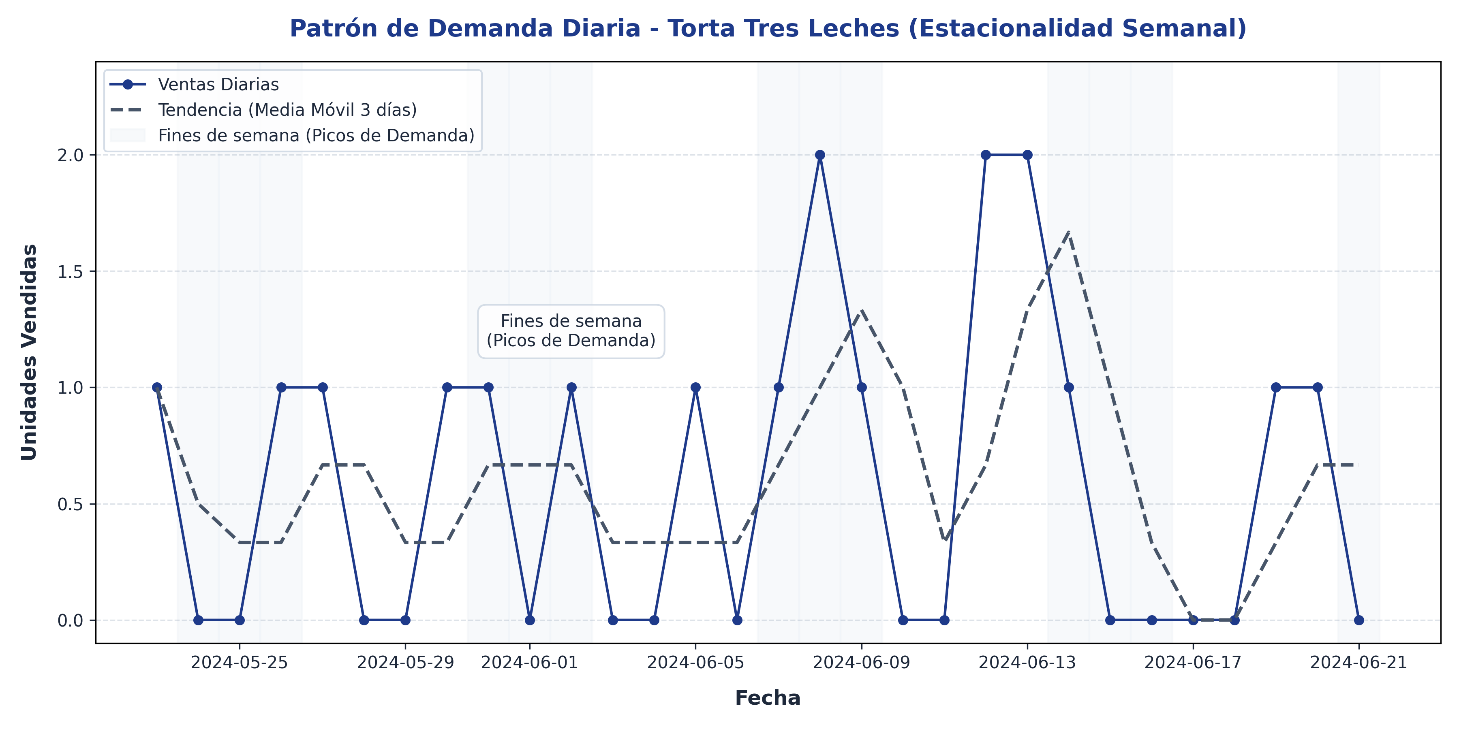 Patrón de Demanda Diaria - Torta Tres Leches (Estacionalidad Semanal)
Ventas Diarias
Tendencia (Media Móvil 3 días)
Fines de semana (Picos de Demanda)
Unidades Vendidas
2.0
1.5
1.0
0.5
0.0
Fines de semana
(Picos de Demanda)
2024-05-25
2024-05-29
2024-06-01
2024-06-05
2024-06-09
2024-06-13
2024-06-17
2024-06-21
Fecha